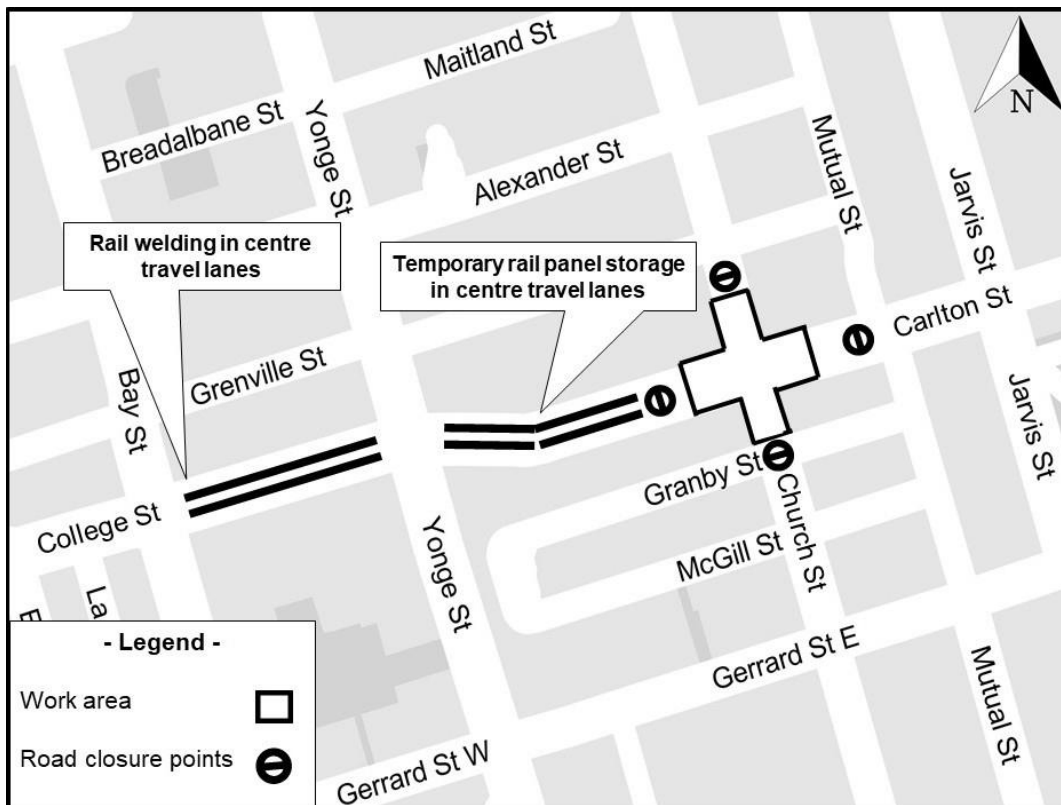 Maitland St
Breadalbane St
Yonge St
Alexander St
Mutual St
Jarvis St
N
Rail welding in centre
travel lanes
Temporary rail panel storage
in centre travel lanes
Carlton St
Grenville St
Bay St
Jarvis St
College St
Granby St
Church St
McGill St
Yonge St
La
E
Gerrard St E
Mutual St
Gerrard St W
- Legend -
Work area
Road closure points